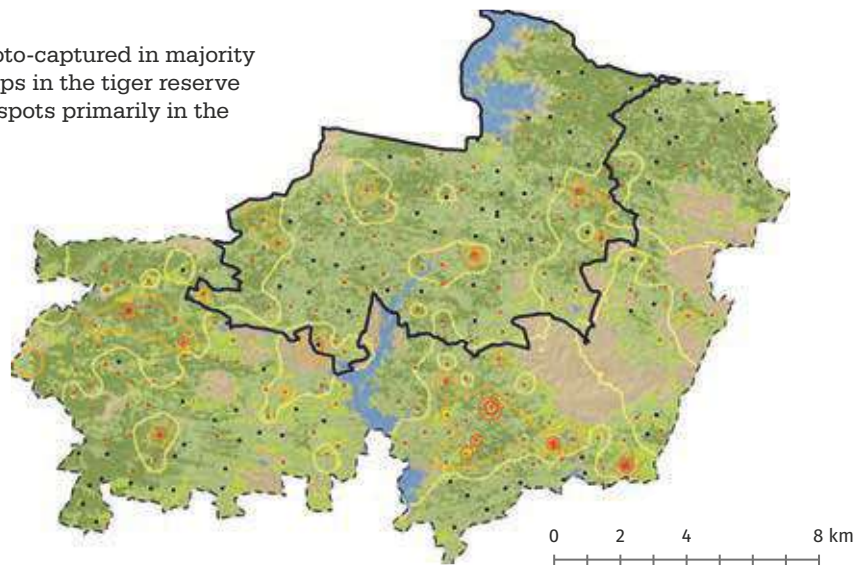 oto-captured in majority
ps in the tiger reserve
spots primarily in the
0 2 4 8 km